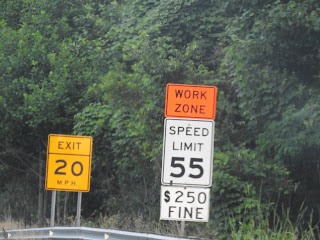 EXIT
20
MPH
WORK
ZONE
SPEED
LIMIT
55
$250
FINE